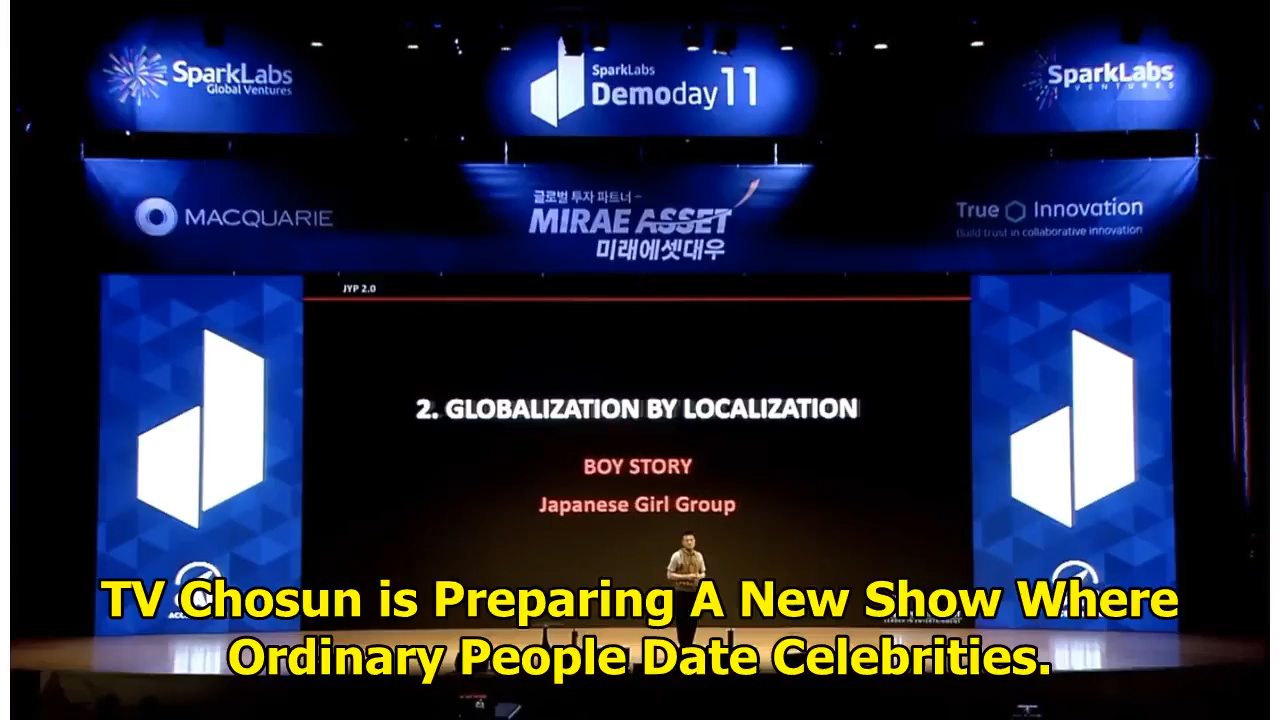 SparkLabs
Global Ventures
SparkLabs
Demoday 11
SparkLabs
VENTURES
MACQUARIE
글로벌 투자 파트너 –
MIRAE ASSET
미래에셋대우
True Innovation
Build trust in collaborative innovation
JYP 2.0
2. GLOBALIZATION BY LOCALIZATION
BOY STORY
Japanese Girl Group
TV Chosun is Preparing A New Show Where
Ordinary People Date Celebrities.